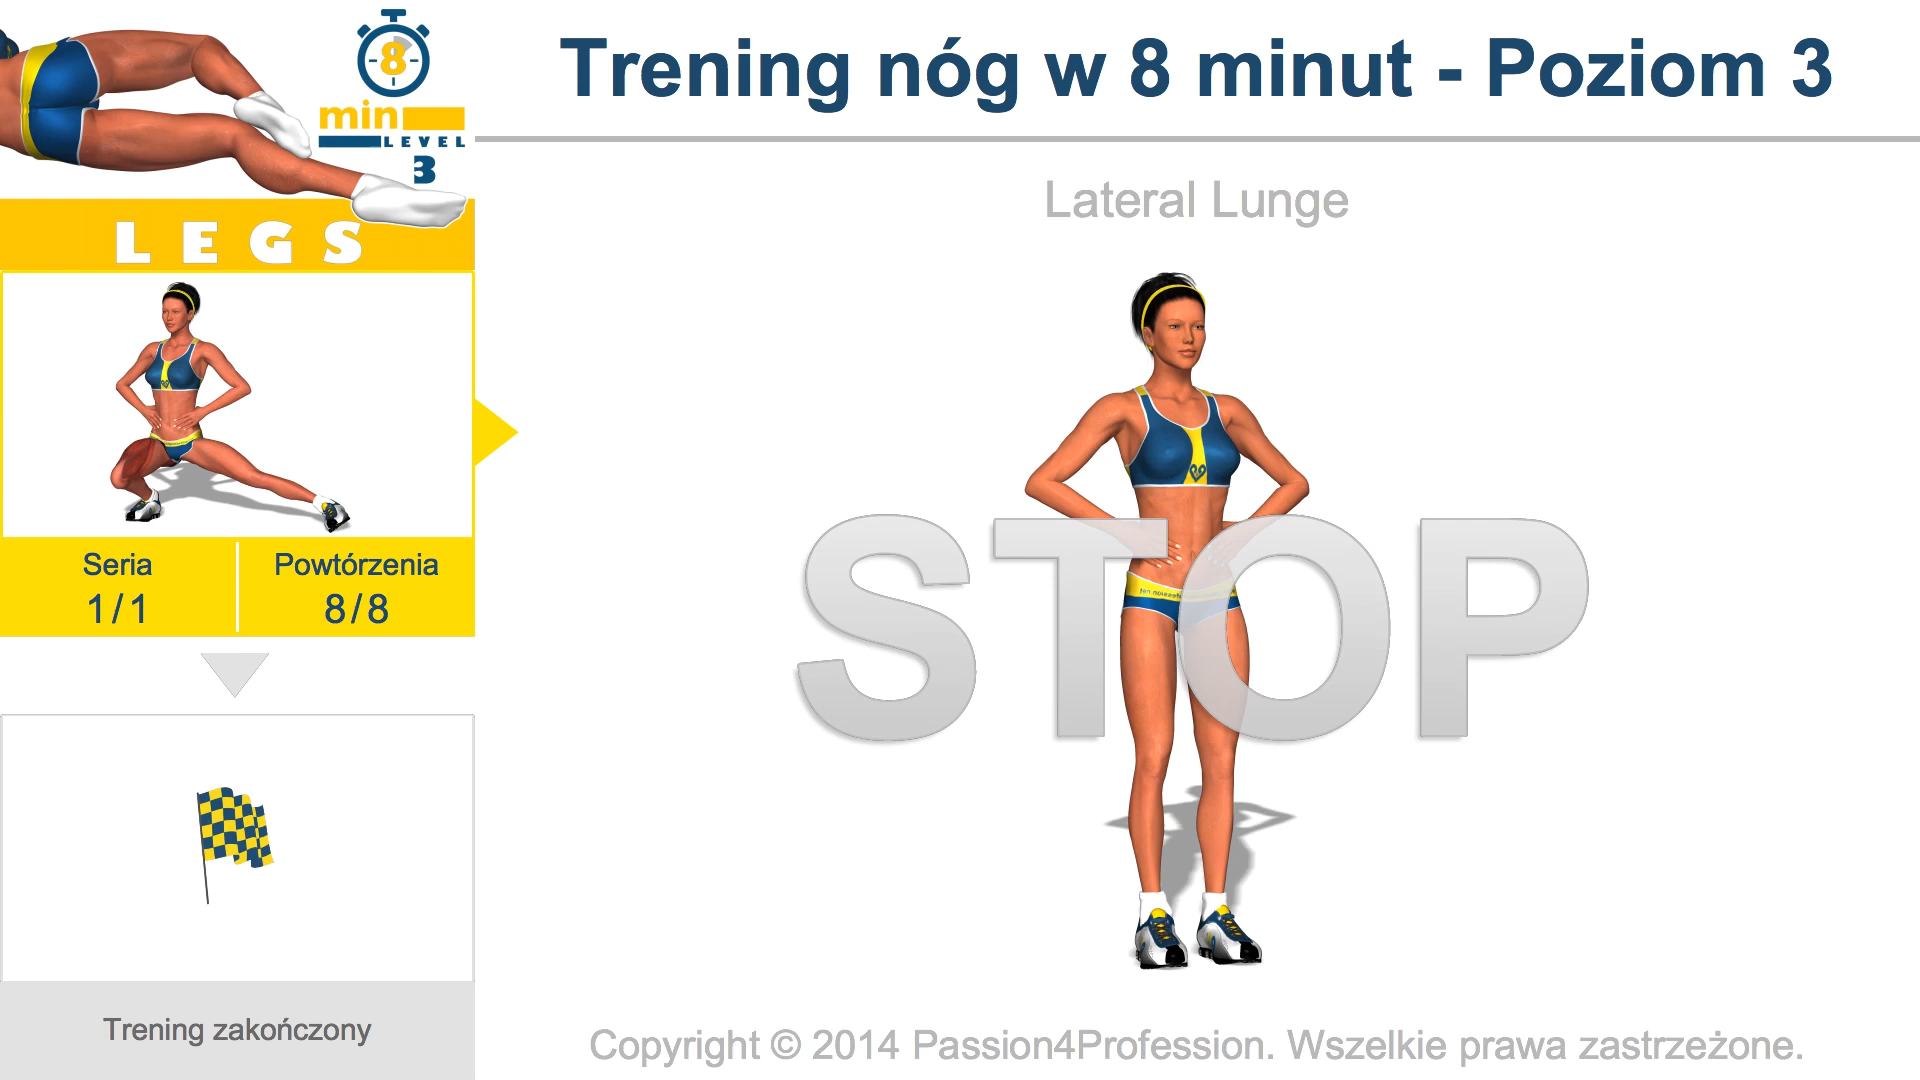 Trening nóg w 8 minut - Poziom 3
8
min
LEVEL
3
LEGS
Lateral Lunge
STOP
Seria
1/1
Powtórzenia
8/8
Trening zakończony
Copyright © 2014 Passion4Profession. Wszelkie prawa zastrzeżone.